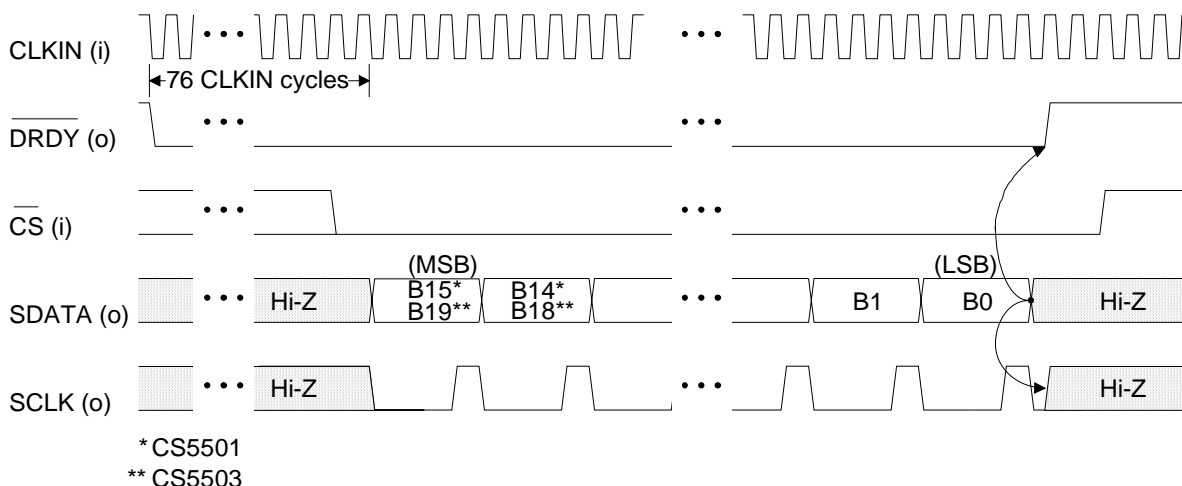 CLKIN (i)
76 CLKIN cycles
DRDY (o)
CS (i)
(MSB)
(LSB)
SDATA (o)
Hi-Z
B15*
B19**
B14*
B18**
B1
B0
Hi-Z
SCLK (o)
Hi-Z
Hi-Z
* CS5501
** CS5503